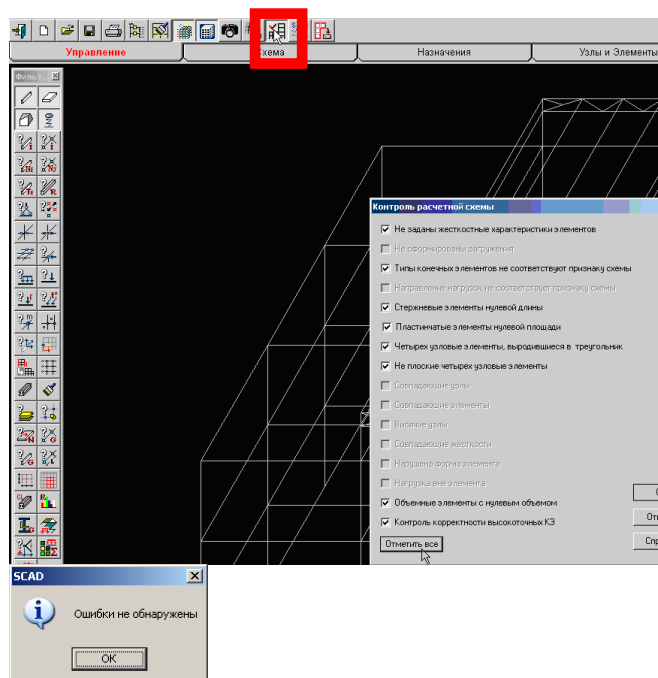 Управление
Схема
Назначения
Узлы и Элементы
Контроль расчетной схемы
Не заданы жесткостные характеристики элементов
Не сформированы загружения
Типы конечных элементов не соответствуют признаку схемы
Направление нагрузок не соответствует признаку схемы
Стержневые элементы нулевой длины
Пластинчатые элементы нулевой площади
Четырех узловые элементы, выродившиеся в треугольник
Не плоские четырех узловые элементы
Совпадающие узлы
Совпадающие элементы
Висячие узлы
Совпадающие жесткости
Нарушена форма элемента
Нагрузка вне элемента
Объемные элементы с нулевым объемом
Контроль корректности высокоточных КЭ
Отметить все
SCAD
Ошибки не обнаружены
OK